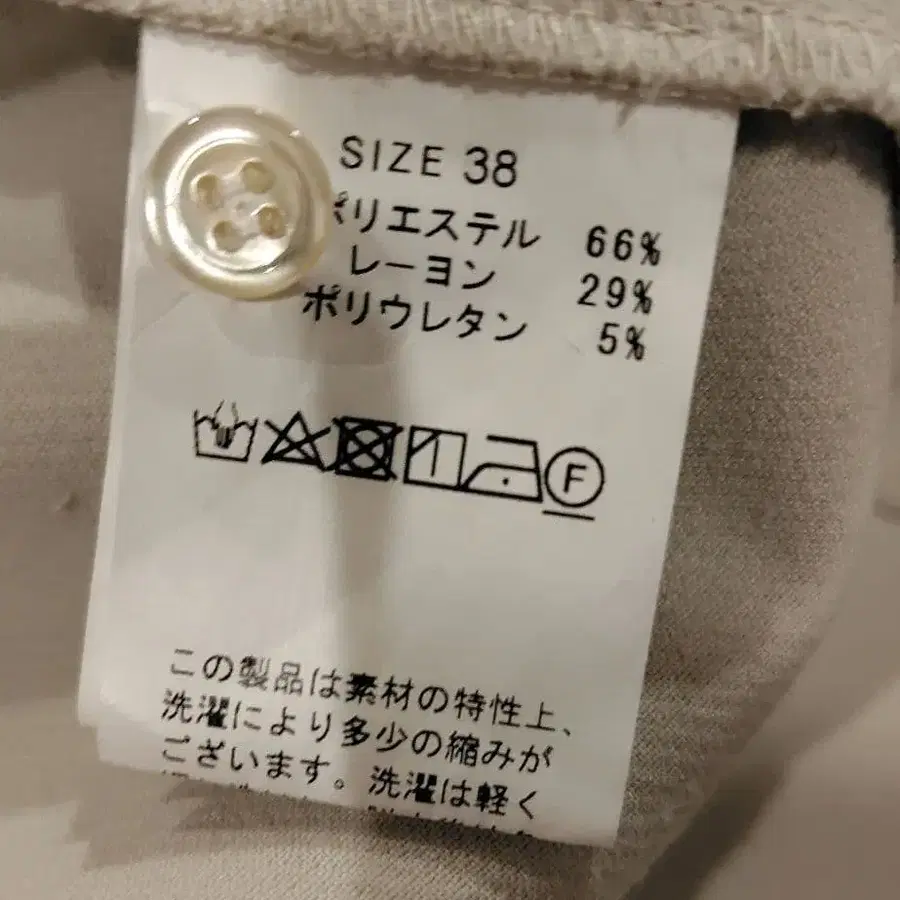 SIZE 38
ポリエステル 66%
レーヨン 29%
ポリウレタン 5%
F
この製品は素材の特性上、
洗濯により多少の縮みが
ございます。洗濯は軽く